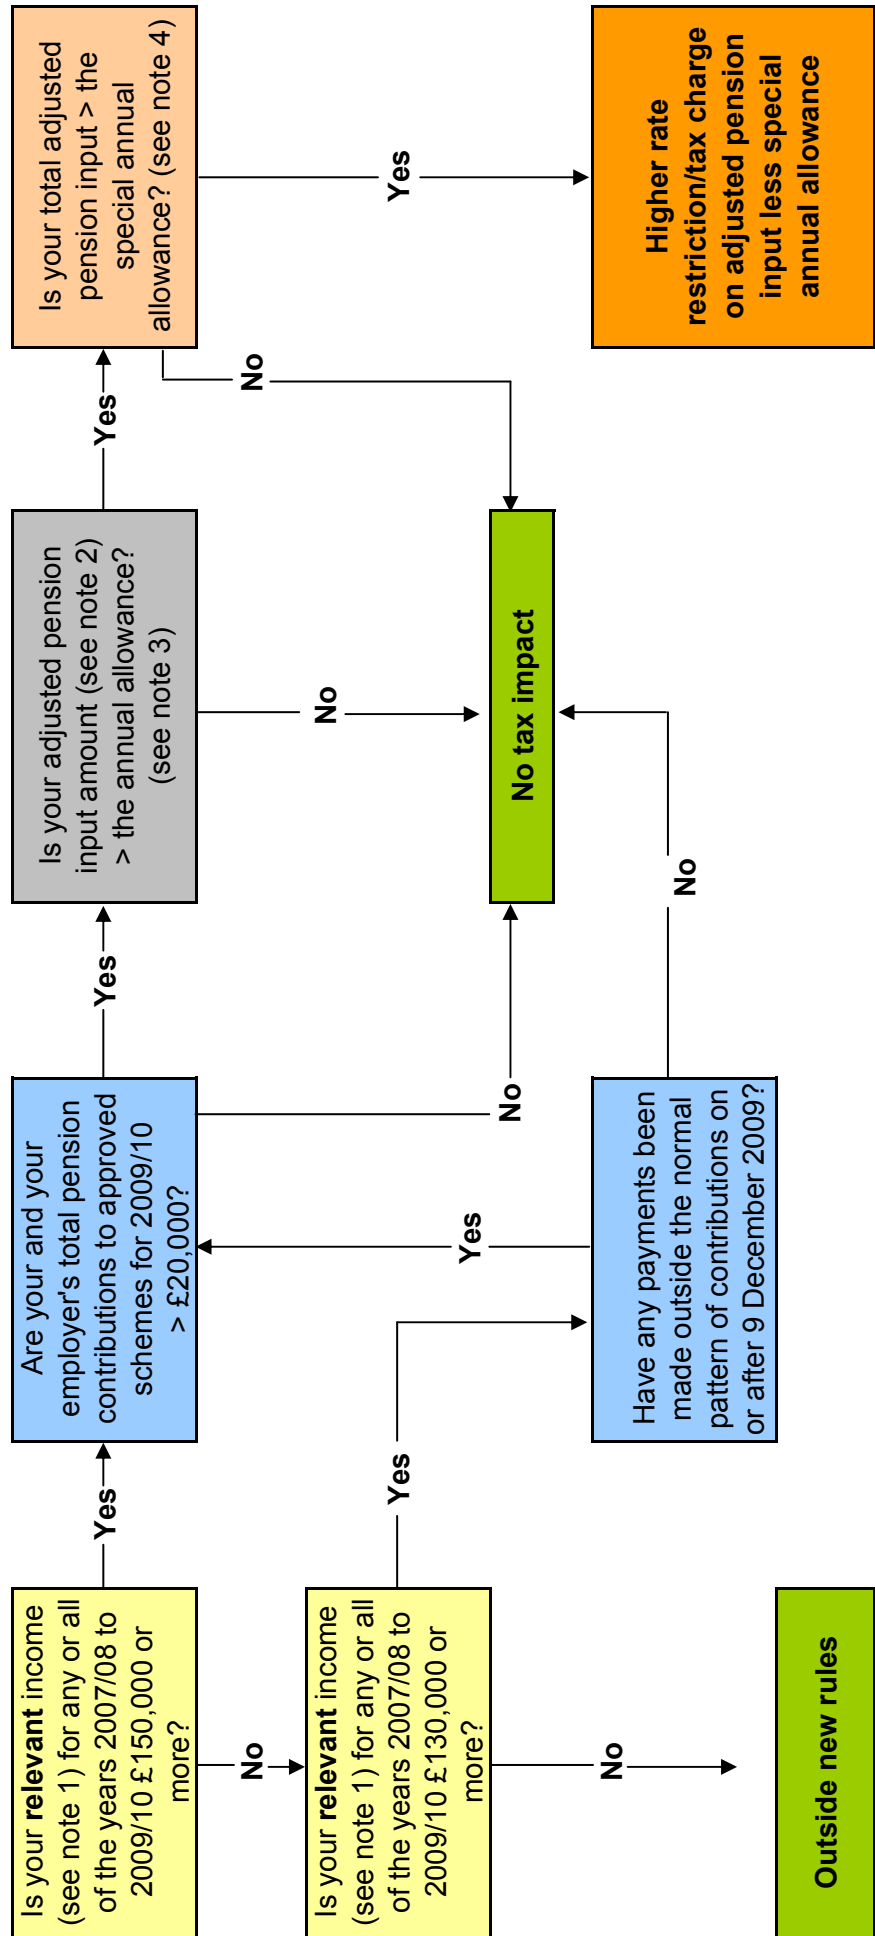 Is your relevant income
(see note 1) for any or all
of the years 2007/08 to
2009/10 £150,000 or
more?
Yes
Are your and your
employer's total pension
contributions to approved
schemes for 2009/10
> £20,000?
Yes
Is your adjusted pension
input amount (see note 2)
> the annual allowance?
(see note 3)
Yes
Is your total adjusted
pension input > the
special annual
allowance? (see note 4)
No
Is your relevant income
(see note 1) for any or all
of the years 2007/08 to
2009/10 £130,000 or
more?
Yes
Yes
No
No
No
Yes
No tax impact
No
Outside new rules
Have any payments been
made outside the normal
pattern of contributions on
or after 9 December 2009?
No
Higher rate
restriction/tax charge
on adjusted pension
input less special
annual allowance